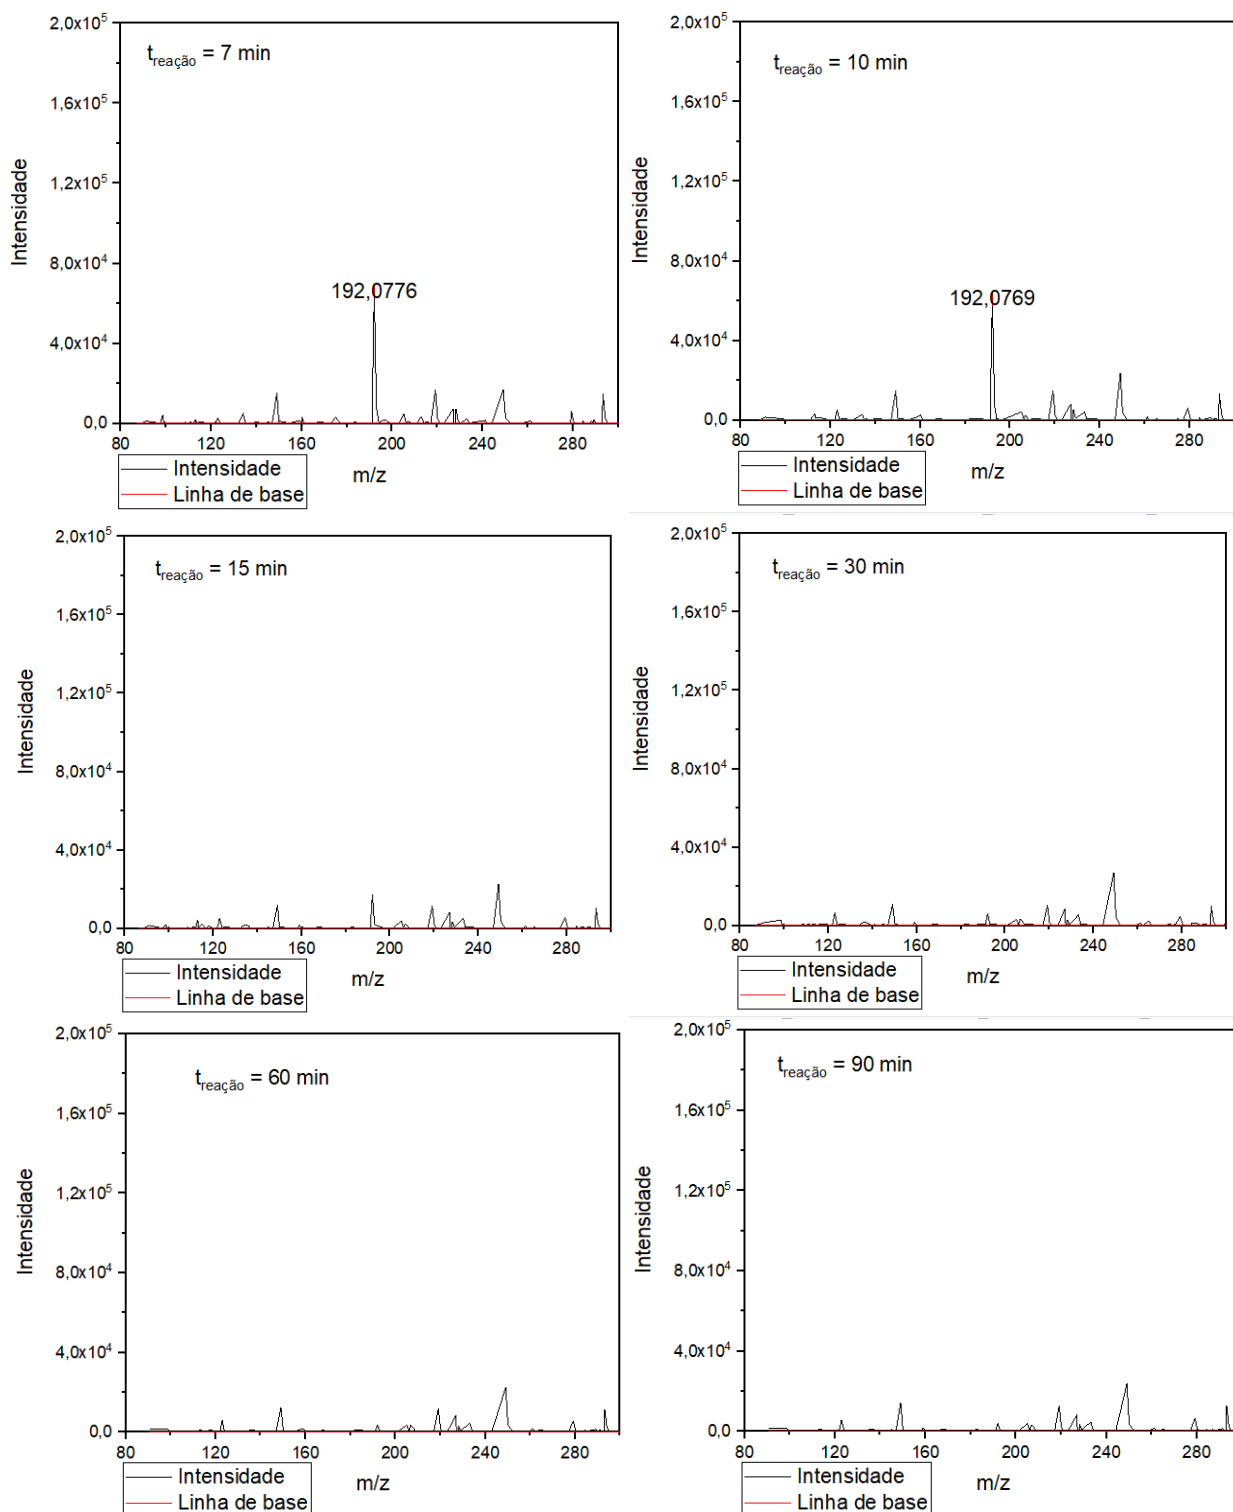 t_reação = 7 min
Intensidade
2,0x10⁵
1,6x10⁵
1,2x10⁵
8,0x10⁴
4,0x10⁴
0,0
192,0776
80 120 160 200 240 280
m/z
Intensidade
Linha de base
t_reação = 10 min
Intensidade
2,0x10⁵
1,6x10⁵
1,2x10⁵
8,0x10⁴
4,0x10⁴
0,0
192,0769
80 120 160 200 240 280
m/z
Intensidade
Linha de base
t_reação = 15 min
Intensidade
2,0x10⁵
1,6x10⁵
1,2x10⁵
8,0x10⁴
4,0x10⁴
0,0
80 120 160 200 240 280
m/z
Intensidade
Linha de base
t_reação = 30 min
Intensidade
2,0x10⁵
1,6x10⁵
1,2x10⁵
8,0x10⁴
4,0x10⁴
0,0
80 120 160 200 240 280
m/z
Intensidade
Linha de base
t_reação = 60 min
Intensidade
2,0x10⁵
1,6x10⁵
1,2x10⁵
8,0x10⁴
4,0x10⁴
0,0
80 120 160 200 240 280
m/z
Intensidade
Linha de base
t_reação = 90 min
Intensidade
2,0x10⁵
1,6x10⁵
1,2x10⁵
8,0x10⁴
4,0x10⁴
0,0
80 120 160 200 240 280
m/z
Intensidade
Linha de base